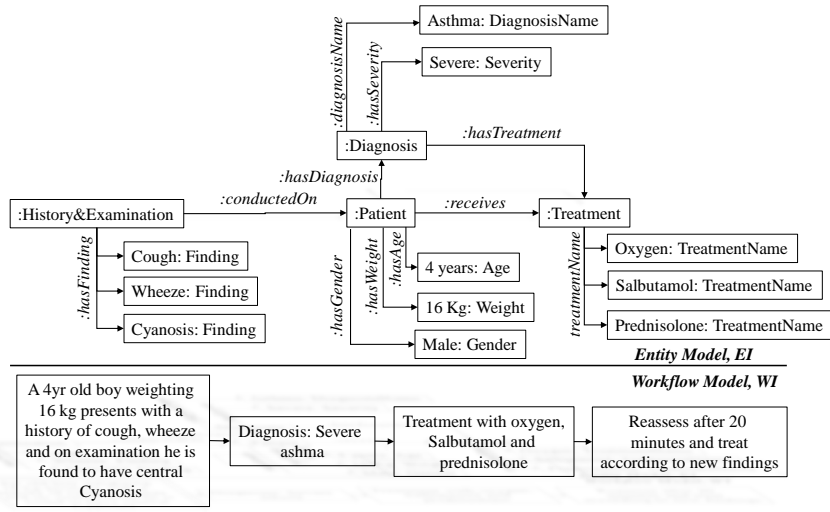 Asthma: DiagnosisName
:diagnosisName
Severe: Severity
:hasSeverity
:hasTreatment
:Diagnosis
:hasDiagnosis
:conductedOn
:receives
:History&Examination
:Patient
:Treatment
:hasFinding
Cough: Finding
Wheeze: Finding
Cyanosis: Finding
:hasGender
:hasWeight
:hasAge
4 years: Age
16 Kg: Weight
Male: Gender
treatmentName
Oxygen: TreatmentName
Salbutamol: TreatmentName
Prednisolone: TreatmentName
Entity Model, EI
Workflow Model, WI
A 4yr old boy weighting
16 kg presents with a
history of cough, wheeze
and on examination he is
found to have central
Cyanosis
Diagnosis: Severe
ashma
Treatment with oxygen,
Salbutamol and
prednisolone
Reassess after 20
minutes and treat
according to new findings